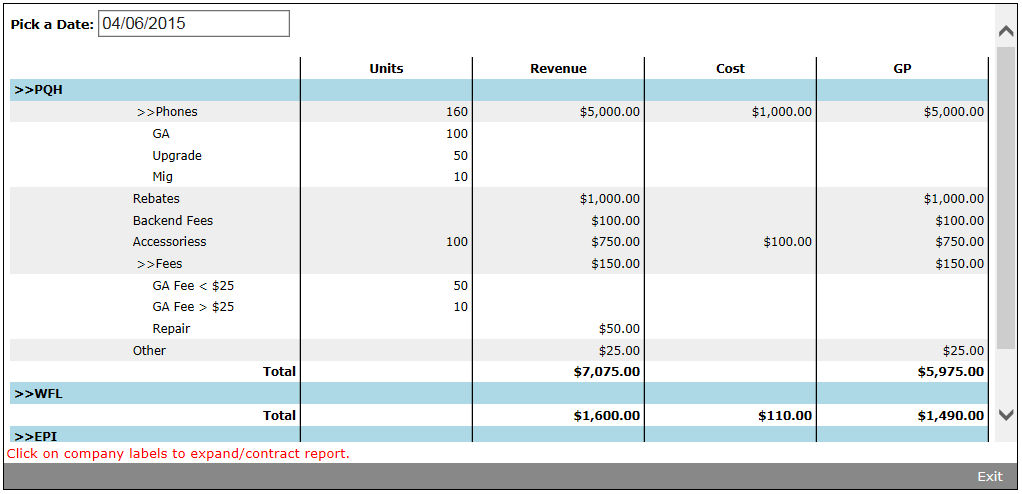 Pick a Date: 04/06/2015
Units Revenue Cost GP
>>PQH
>>Phones 160 $5,000.00 $1,000.00 $5,000.00
GA 100
Upgrade 50
Mig 10
Rebates $1,000.00 $1,000.00
Backend Fees $100.00 $100.00
Accessoriess 100 $750.00 $100.00 $750.00
>>Fees $150.00 $150.00
GA Fee < $25 50
GA Fee > $25 10
Repair $50.00
Other $25.00 $25.00
Total $7,075.00 $5,975.00
>>WFL
Total $1,600.00 $110.00 $1,490.00
>>EPI
Click on company labels to expand/contract report.
Exit